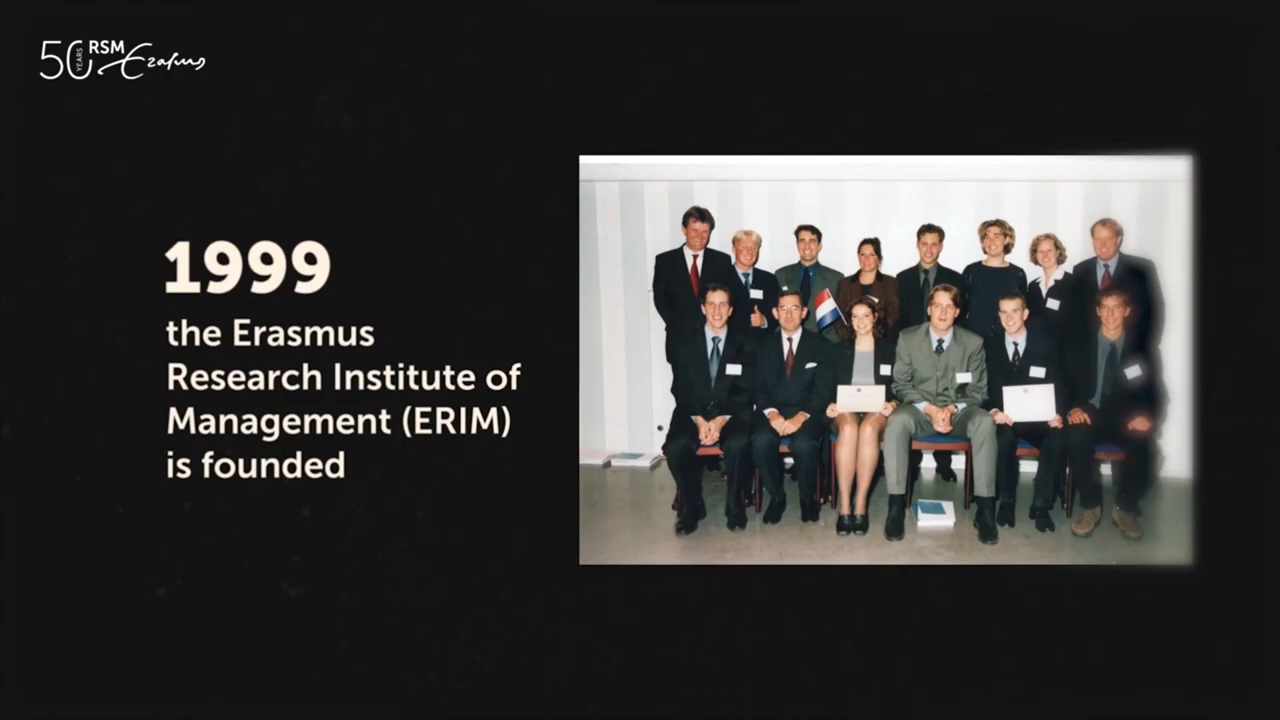 50 YEARS RSM Erasmus
1999
the Erasmus
Research Institute of
Management (ERIM)
is founded